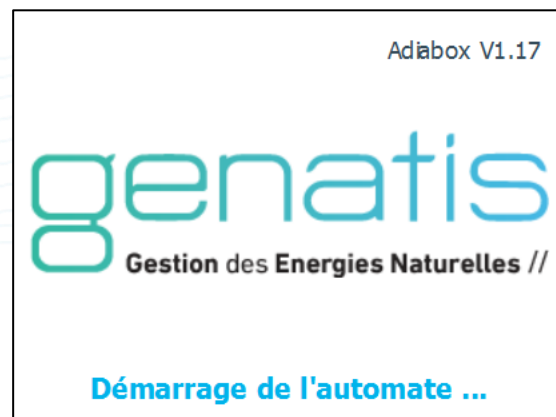 Adiabox V1.17
genatis
Gestion des Energies Naturelles //
Démarrage de l'automate ...